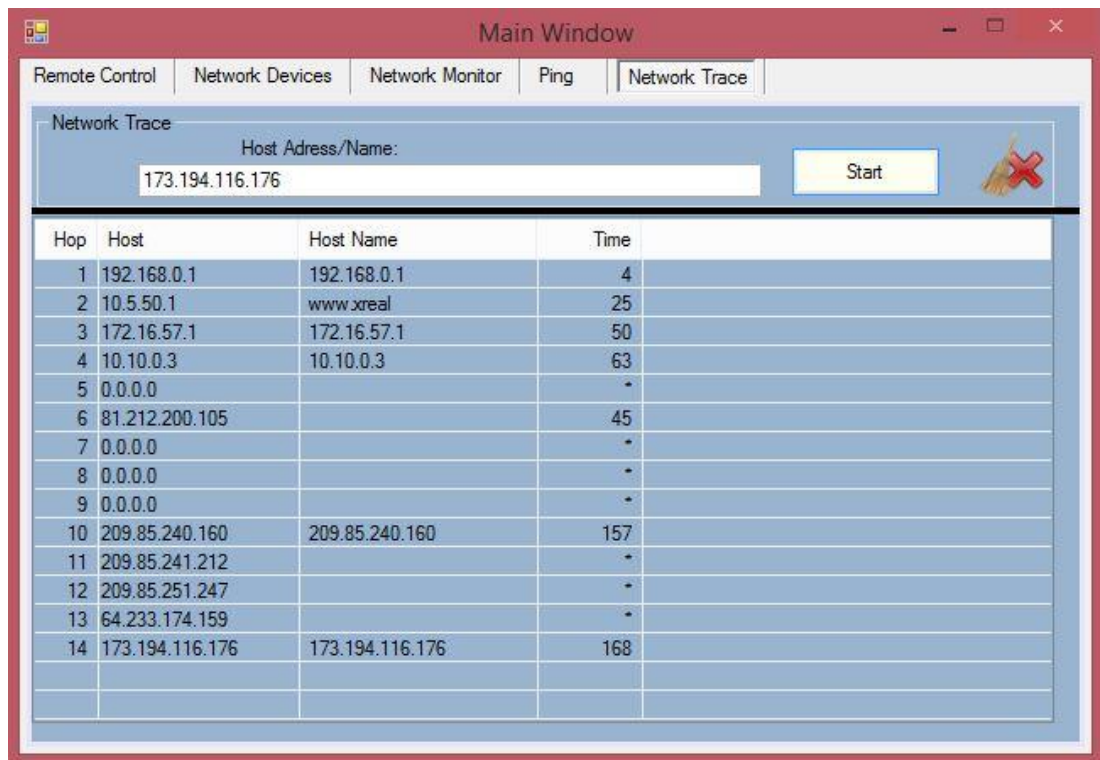 Main Window
Remote Control Network Devices Network Monitor Ping Network Trace
Network Trace
Host Adress/Name:
173.194.116.176 Start
Hop Host Host Name Time
1 192.168.0.1 192.168.0.1 4
2 10.5.50.1 www.xreal 25
3 172.16.57.1 172.16.57.1 50
4 10.10.0.3 10.10.0.3 63
5 0.0.0.0 *
6 81.212.200.105 45
7 0.0.0.0 *
8 0.0.0.0 *
9 0.0.0.0 *
10 209.85.240.160 209.85.240.160 157
11 209.85.241.212 *
12 209.85.251.247 *
13 64.233.174.159 *
14 173.194.116.176 173.194.116.176 168